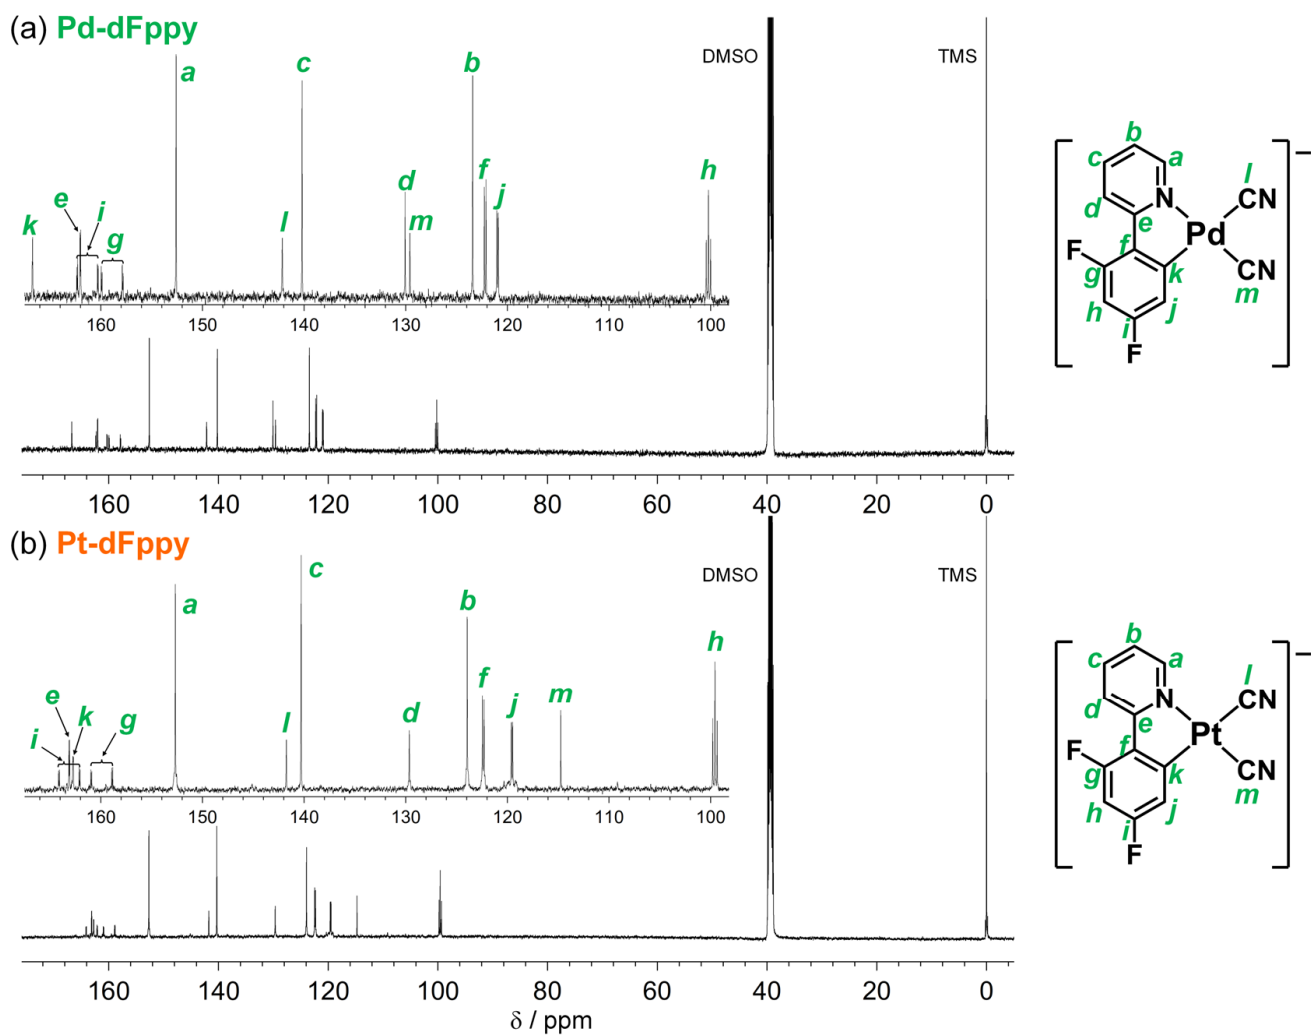 (a) Pd-dFppy
DMSO
TMS
a
c
b
k
e
i
g
l
d
m
f
j
h
160 150 140 130 120 110 100
160 140 120 100 80 60 40 20 0
b
c
a
l
d
N
CN
e
Pd
f
F
k
CN
g
m
h
j
i
F
−
(b) Pt-dFppy
DMSO
TMS
a
c
b
i
e
k
g
l
d
f
j
m
h
160 150 140 130 120 110 100
160 140 120 100 80 60 40 20 0
δ / ppm
b
c
a
l
d
N
CN
e
Pt
f
F
k
CN
g
m
h
j
i
F
−